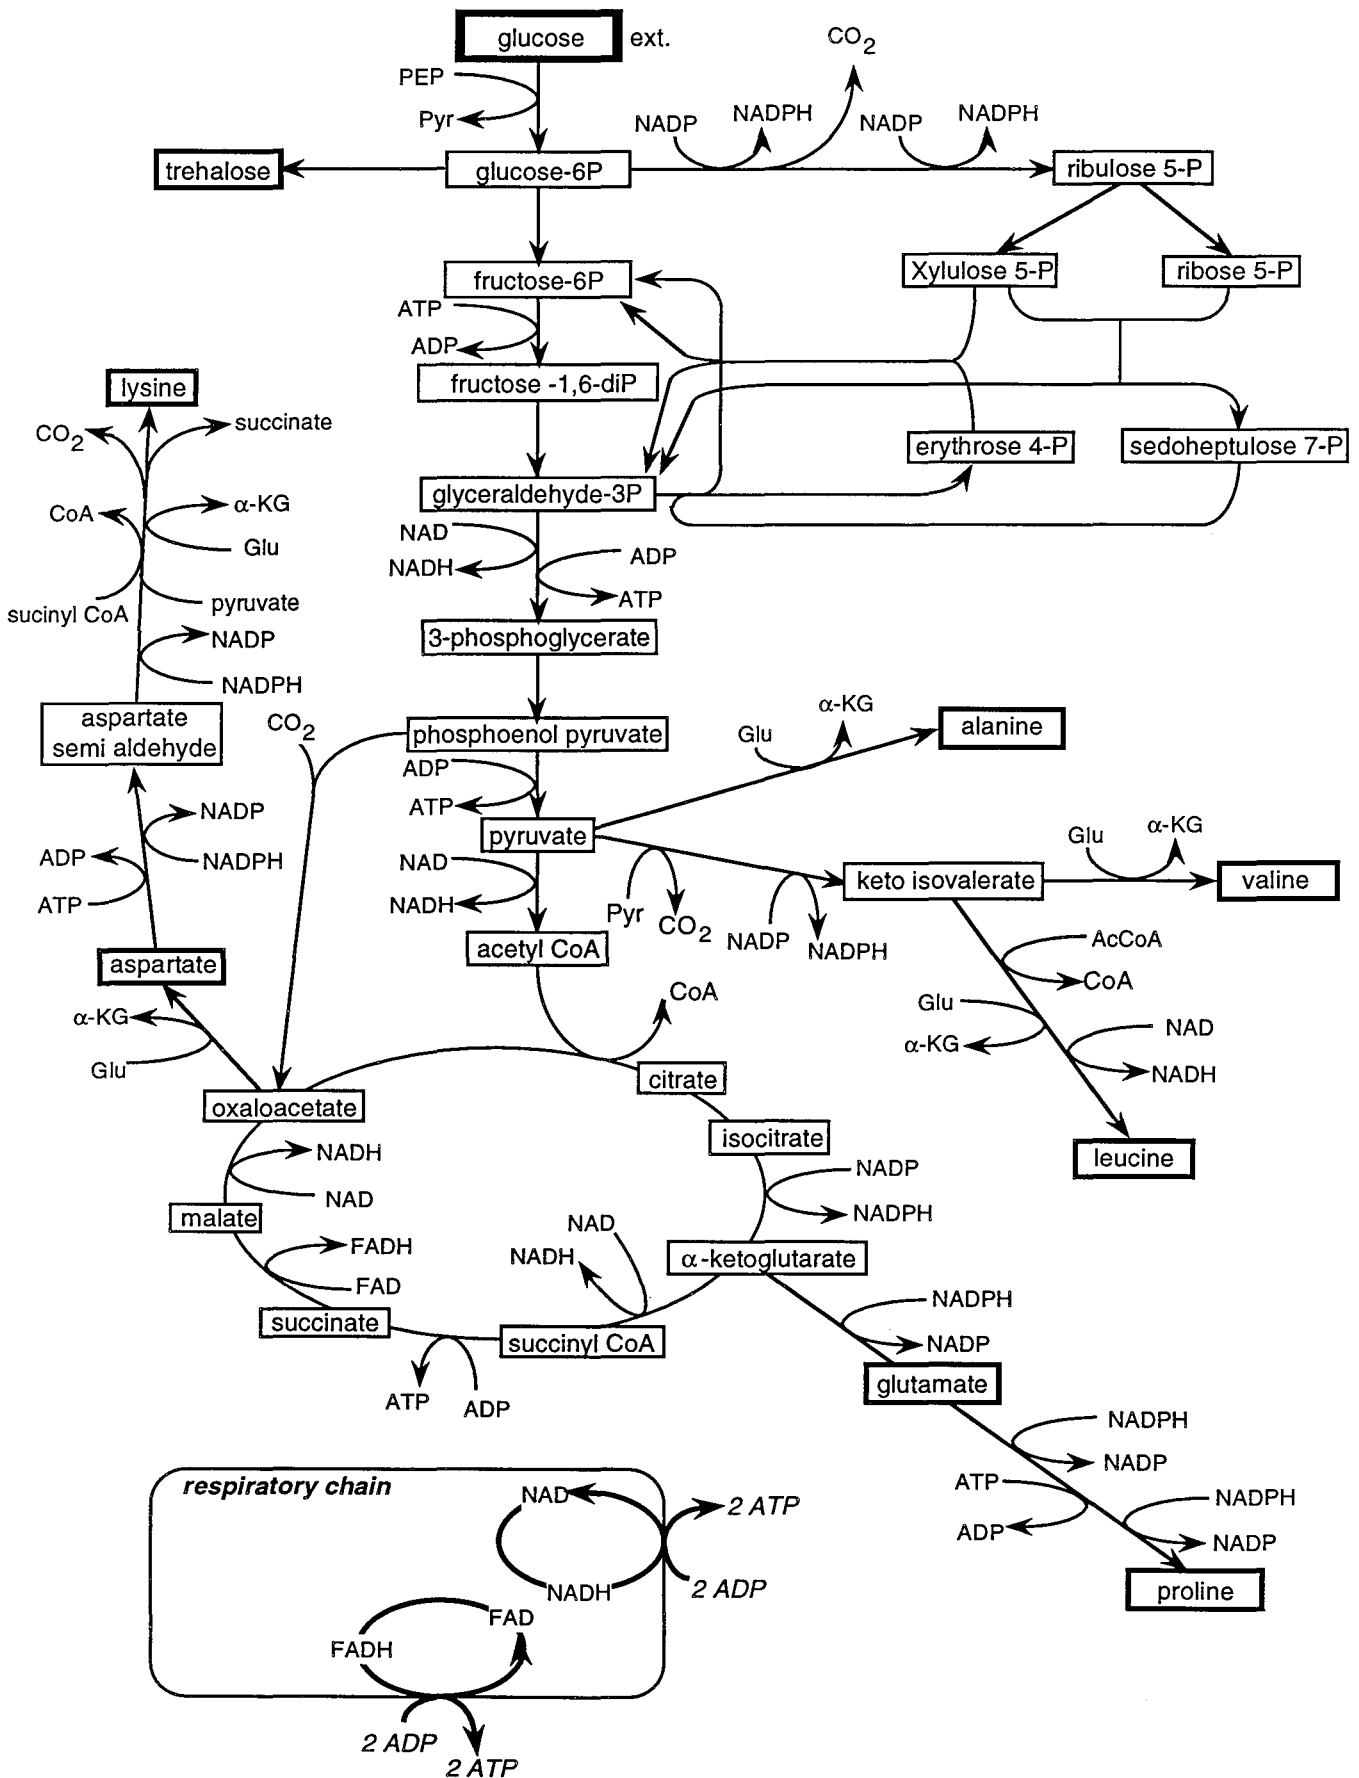 glucose ext.
CO2
PEP
Pyr
NADP
NADPH
NADP
NADPH
trehalose
glucose-6P
ribulose 5-P
Xylulose 5-P
ribose 5-P
fructose-6P
ATP
ADP
fructose -1,6-diP
lysine
CO2
succinate
erythrose 4-P
sedoheptulose 7-P
glyceraldehyde-3P
α-KG
CoA
Glu
NAD
NADH
ADP
ATP
sucinyl CoA
pyruvate
3-phosphoglycerate
NADP
NADPH
aspartate
semi aldehyde
CO2
phosphoenol pyruvate
Glu
α-KG
alanine
ADP
ATP
NADP
NADPH
ADP
ATP
pyruvate
NAD
NADH
Pyr
CO2
NADP
NADPH
keto isovalerate
Glu
α-KG
valine
acetyl CoA
AcCoA
CoA
Glu
α-KG
NAD
NADH
leucine
aspartate
α-KG
Glu
CoA
oxaloacetate
citrate
isocitrate
NADH
NAD
NADP
NADPH
malate
FADH
FAD
NAD
NADH
α-ketoglutarate
succinate
succinyl CoA
ATP
ADP
NADPH
NADP
glutamate
NADPH
NADP
ATP
ADP
NADPH
NADP
proline
respiratory chain
NAD
2 ATP
NADH
2 ADP
FAD
FADH
2 ADP
2 ATP